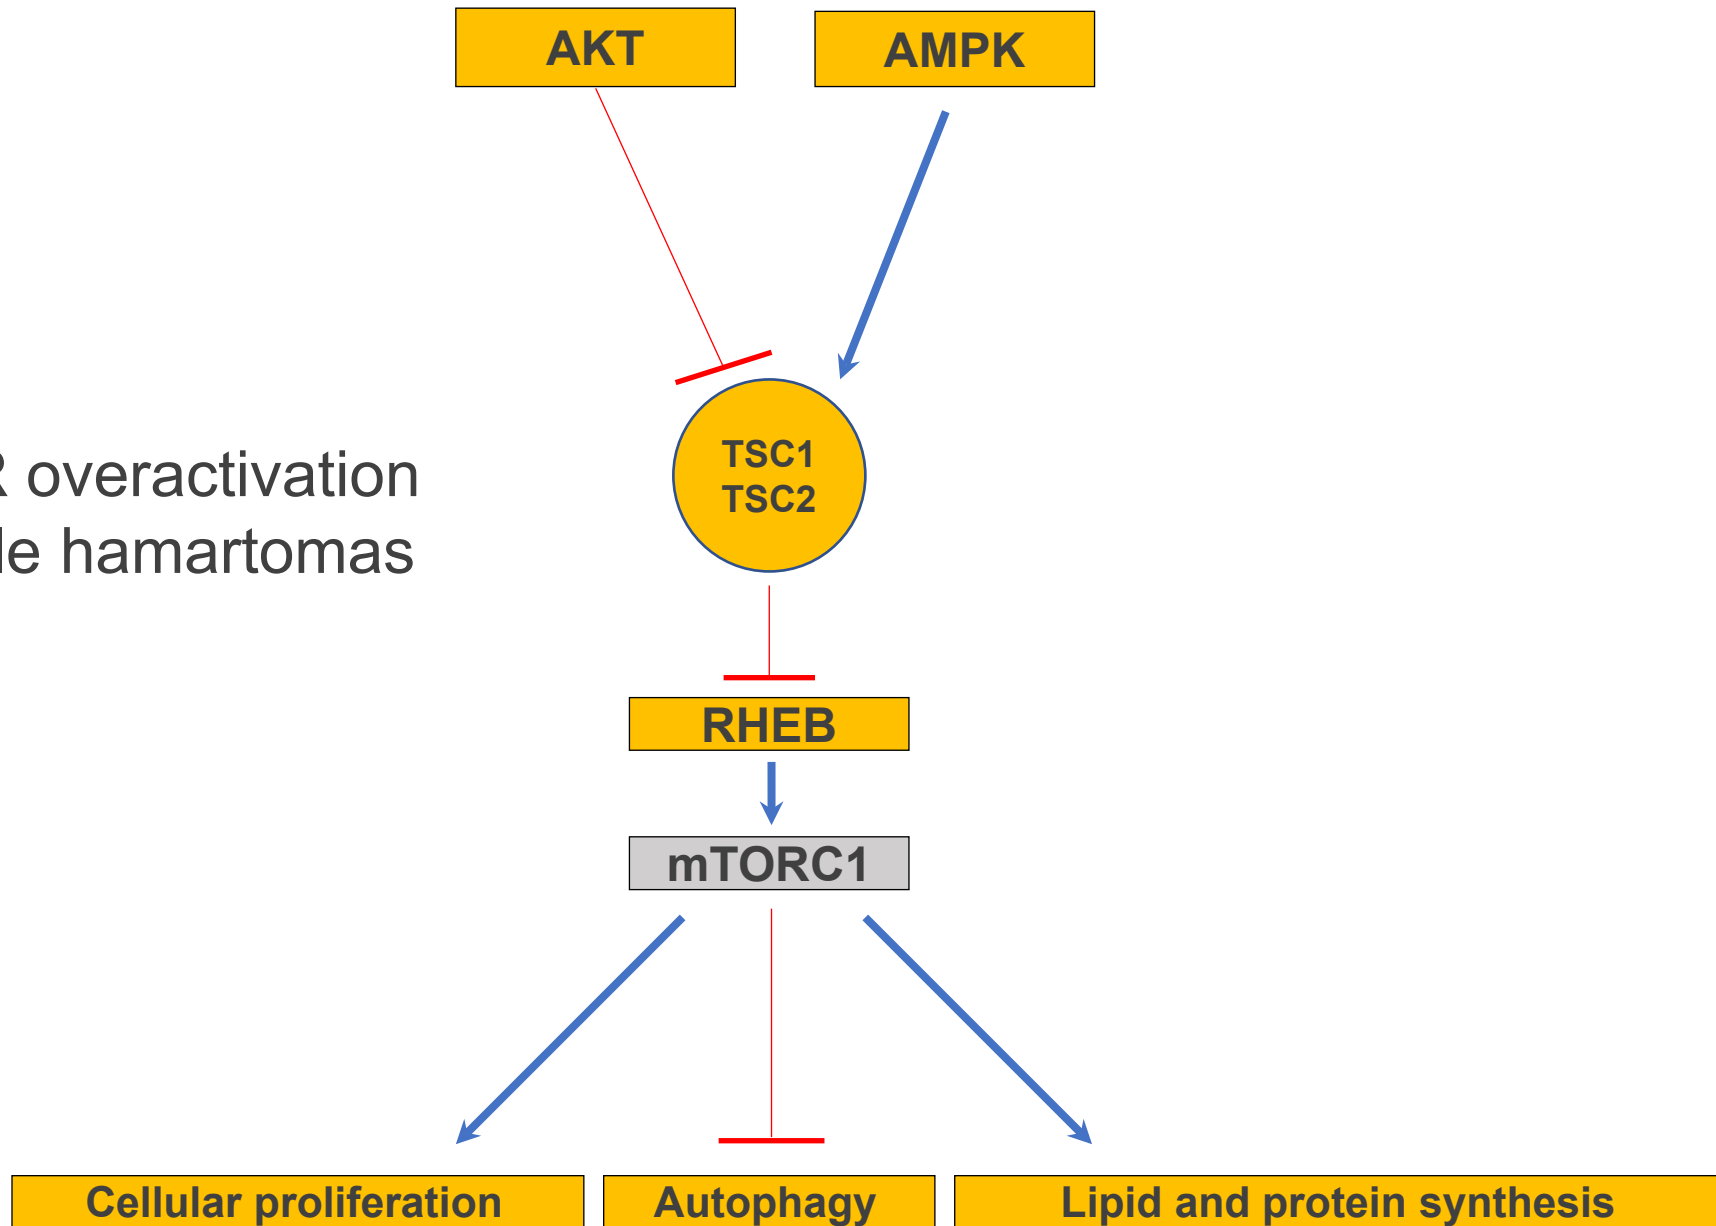 AKT
AMPK
TSC1
TSC2
R overactivation
hamartomas
RHEB
mTORC1
Cellular proliferation
Autophagy
Lipid and protein synthesis